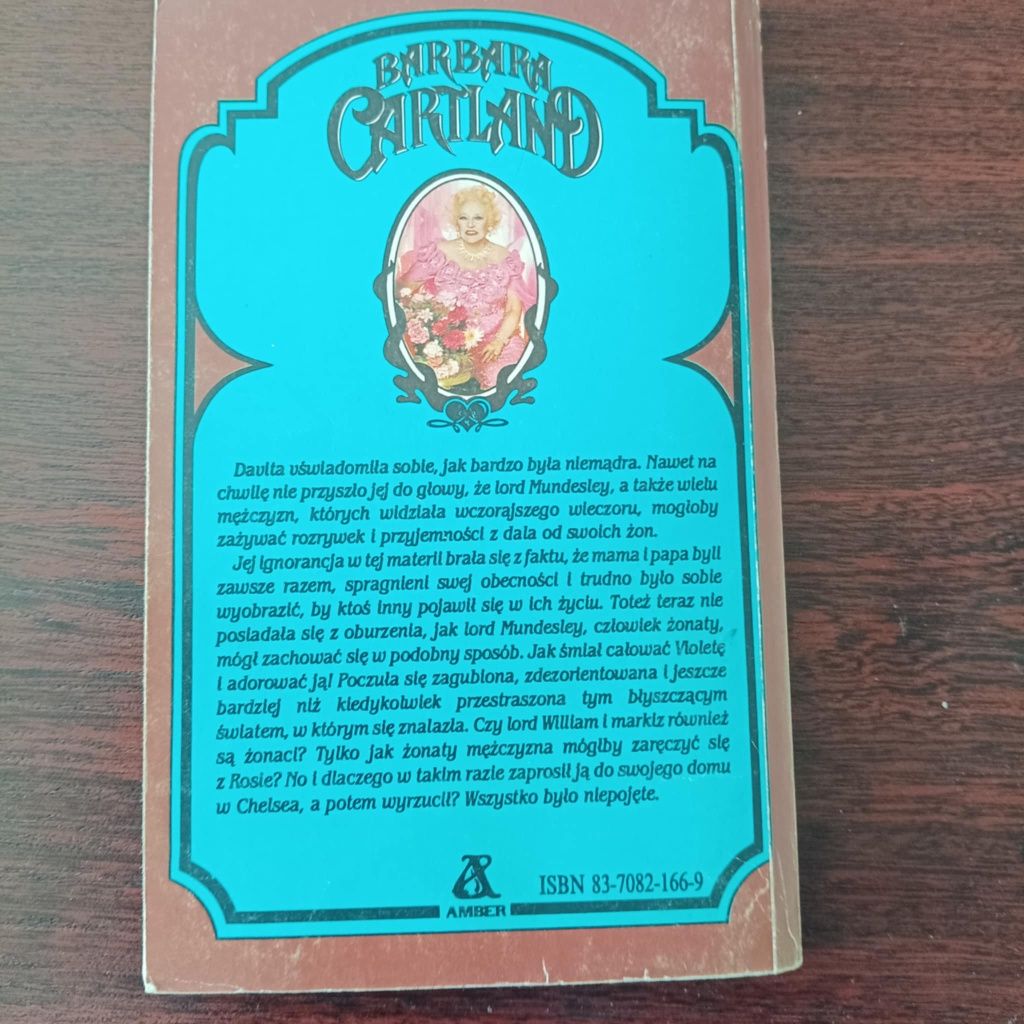 BARBARA
CARTLAND
Davita uświadomiła sobie, jak bardzo była niemądra. Nawet na
chwilę nie przyszło jej do głowy, że lord Mundesley, a także wielu
mężczyzn, których widziała wczorajszego wieczoru, mogłoby
zażywać rozrywek i przyjemności z dala od swoich żon.
Jej ignorancja w tej materii brała się z faktu, że mama i papa byli
zawsze razem, spragnieni swej obecności i trudno było sobie
wyobrazić, by ktoś inny pojawił się w ich życiu. Toteż teraz nie
posiadała się z oburzenia, jak lord Mundesley, człowiek żonaty,
mógł zachować się w podobny sposób. Jak śmiał całować Violetę
i adorować ją! Poczuła się zagubiona, zdezorientowana i jeszcze
bardziej niż kiedykolwiek przestraszona tym błyszczącym
światem, w którym się znalazła. Czy lord William i markiz również
są żonaci? Tylko jak żonaty mężczyzna mógłby zaręczyć się
z Rosie? No i dlaczego w takim razie zaprosił ją do swojego domu
w Chelsea, a potem wyrzucił? Wszystko było niepojęte.
AMBER
ISBN 83-7082-166-9